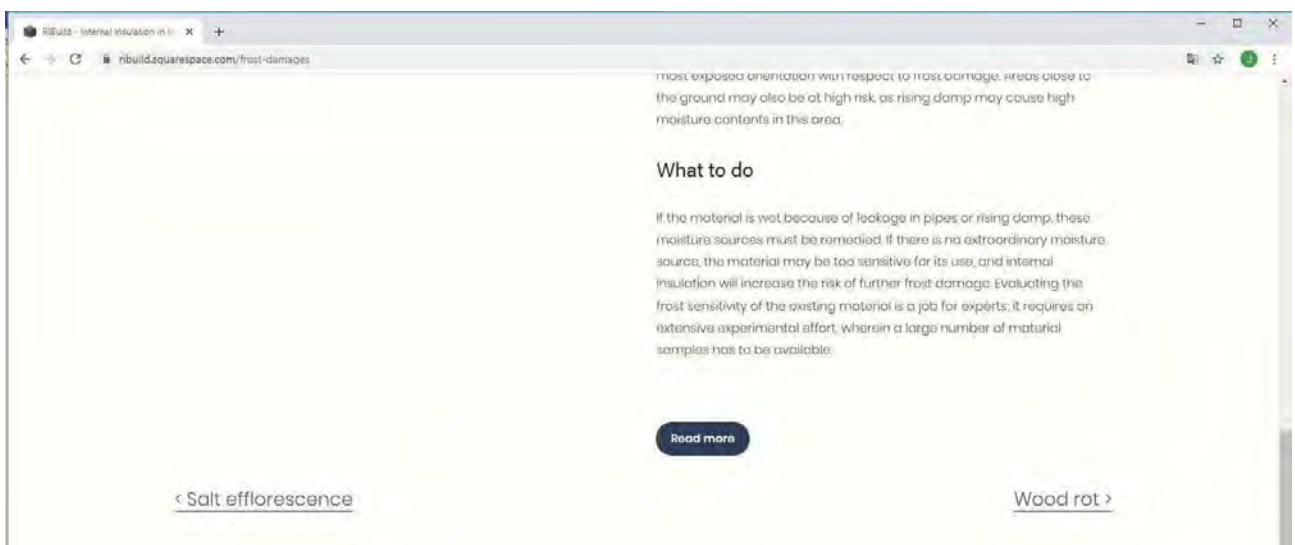 RIBuild - Internal insulation in
ribuild.squarespace.com/frost-damages
J
most exposed orientation with respect to frost damage. Areas close to
the ground may also be at high risk, as rising damp may cause high
moisture contents in this area.
What to do
If the material is wet because of leakage in pipes or rising damp, these
moisture sources must be remedied. If there is no extraordinary moisture
source, the material may be too sensitive for its use, and internal
insulation will increase the risk of further frost damage. Evaluating the
frost sensitivity of the existing material is a job for experts; it requires an
extensive experimental effort, wherein a large number of material
samples has to be available.
Read more
< Salt efflorescence
Wood rot >